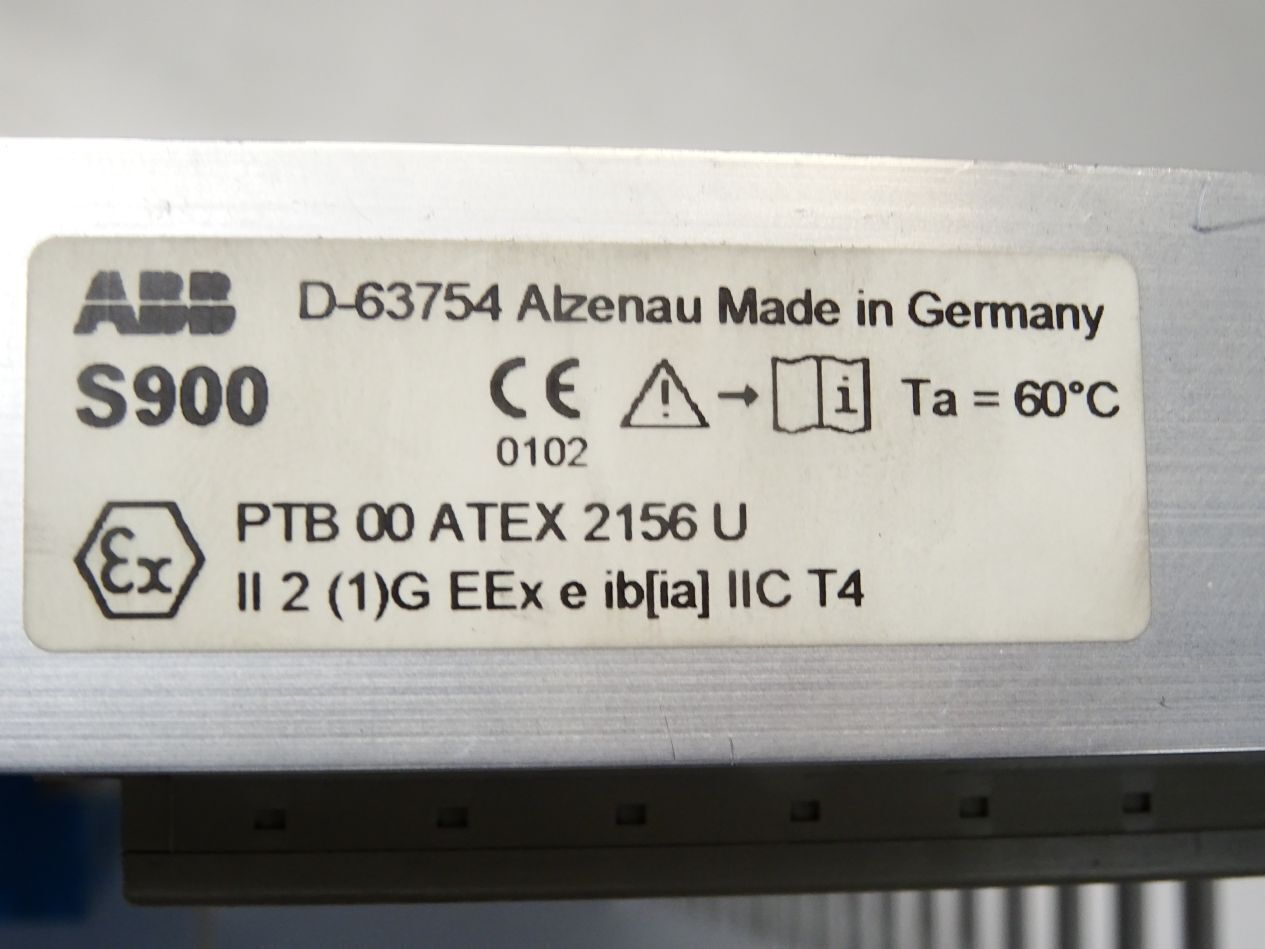 ABB D-63754 Alzenau Made in Germany
S900 CE i Ta = 60°C
0102
Ex PTB 00 ATEX 2156 U
II 2 (1)G EEx e ib[ia] IIC T4